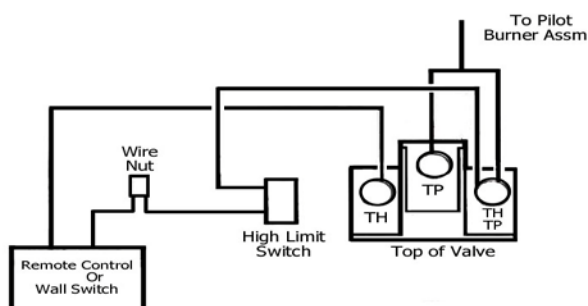 To Pilot
Burner Assm
Wire
Nut
TP
TH
TH
TP
High Limit
Switch
Top of Valve
Remote Control
Or
Wall Switch